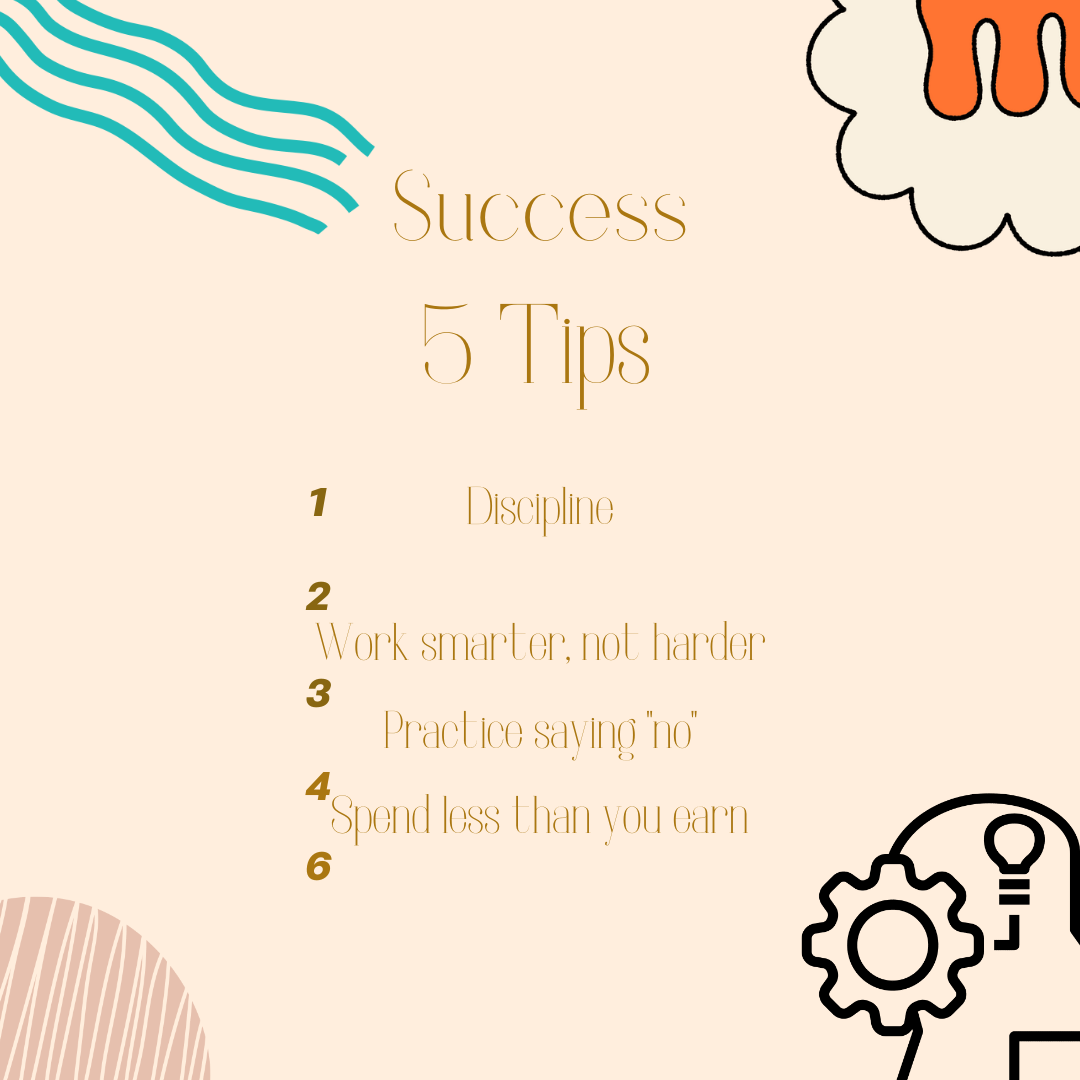 Success
5 Tips
1 Discipline
2
Work smarter, not harder
3
Practice saying "no"
4
Spend less than you earn
6